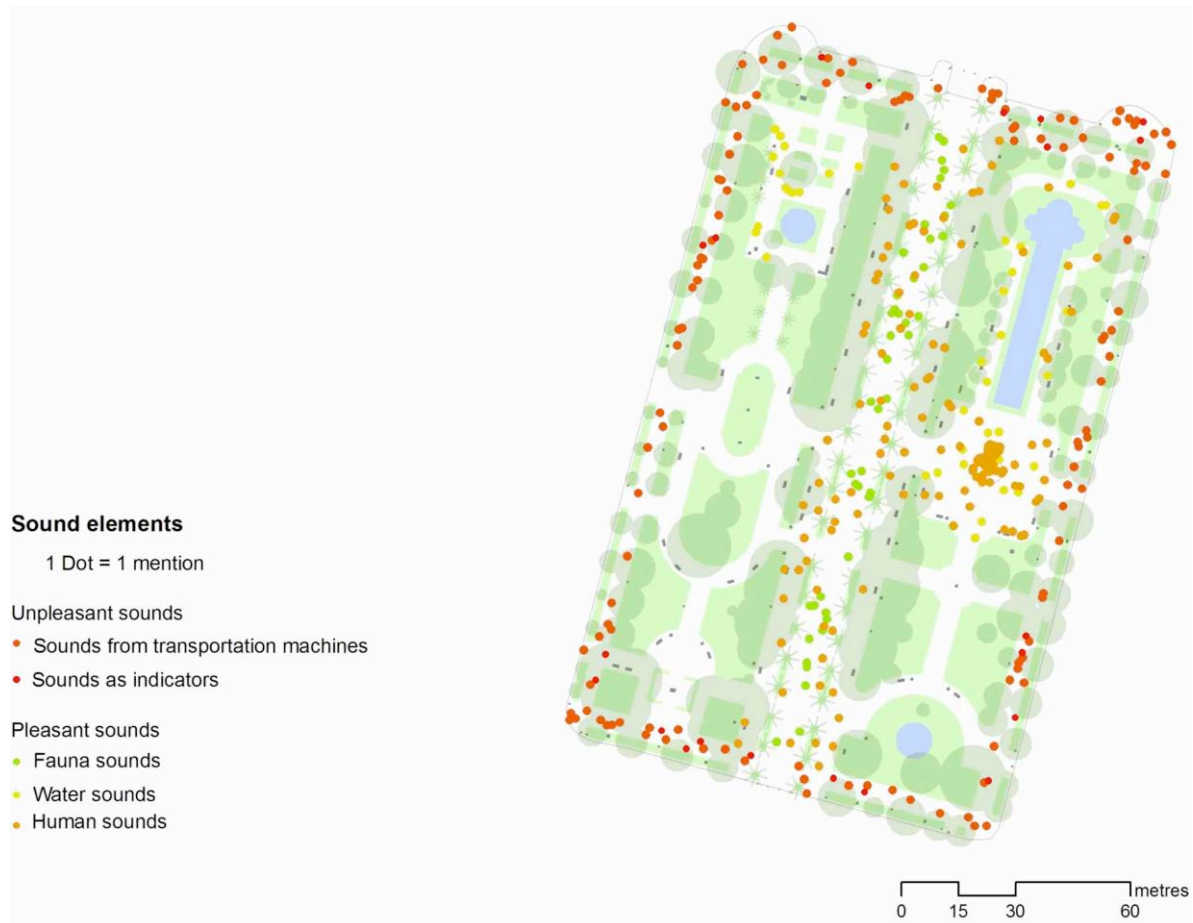 Sound elements
1 Dot = 1 mention
Unpleasant sounds
Sounds from transportation machines
Sounds as indicators
Pleasant sounds
Fauna sounds
Water sounds
Human sounds
metres
0 15 30 60